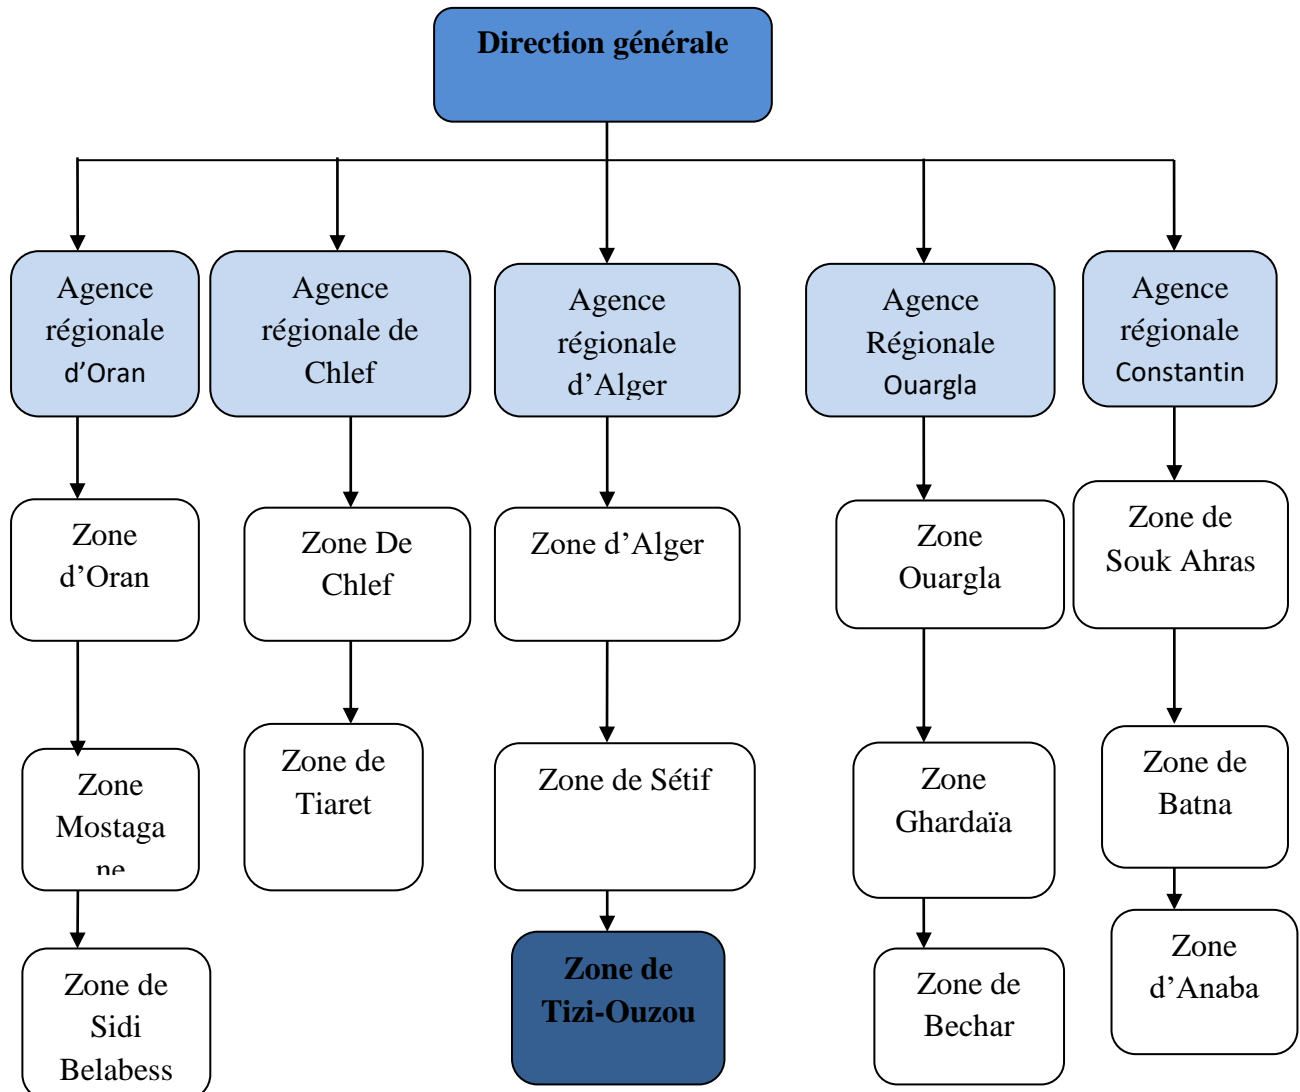 Direction générale
Agence
régionale
d’Oran
Agence
régionale de
Chlef
Agence
régionale
d’Alger
Agence
Régionale
Ouargla
Agence
régionale
Constantin
Zone
d’Oran
Zone De
Chlef
Zone d’Alger
Zone
Ouargla
Zone de
Souk Ahras
Zone
Mostaga
ne
Zone de
Tiaret
Zone de Sétif
Zone
Ghardaïa
Zone de
Batna
Zone de
Sidi
Belabess
Zone de
Tizi-Ouzou
Zone de
Bechar
Zone
d’Anaba